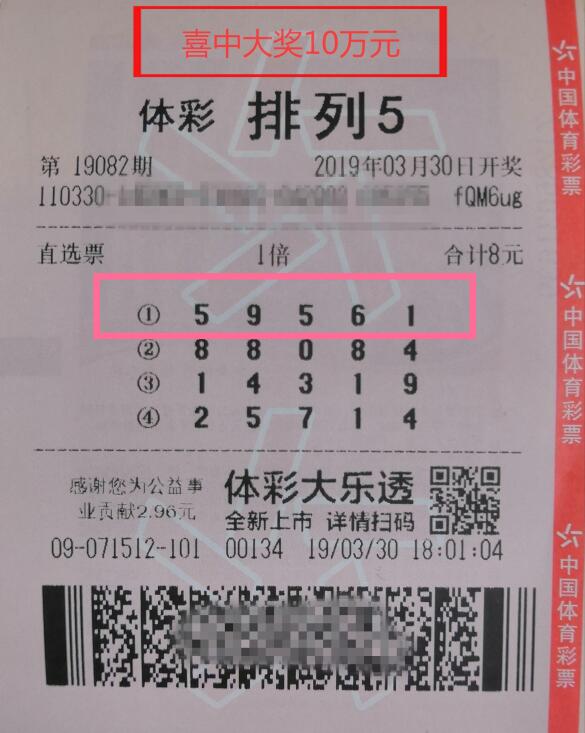 喜中大奖10万元
体彩 排列5
第 19082期 2019年03月30日开奖
110330- fQM6ug
直选票 1倍 合计8元
① 5 9 5 6 1
② 8 8 0 8 4
③ 1 4 3 1 9
④ 2 5 7 1 4
感谢您为公益事
业贡献2.96元
体彩大乐透
全新上市 详情扫码
09-071512-101 00134 19/03/30 18:01:04
中国体育彩票
中国体育彩票
中国体育彩票